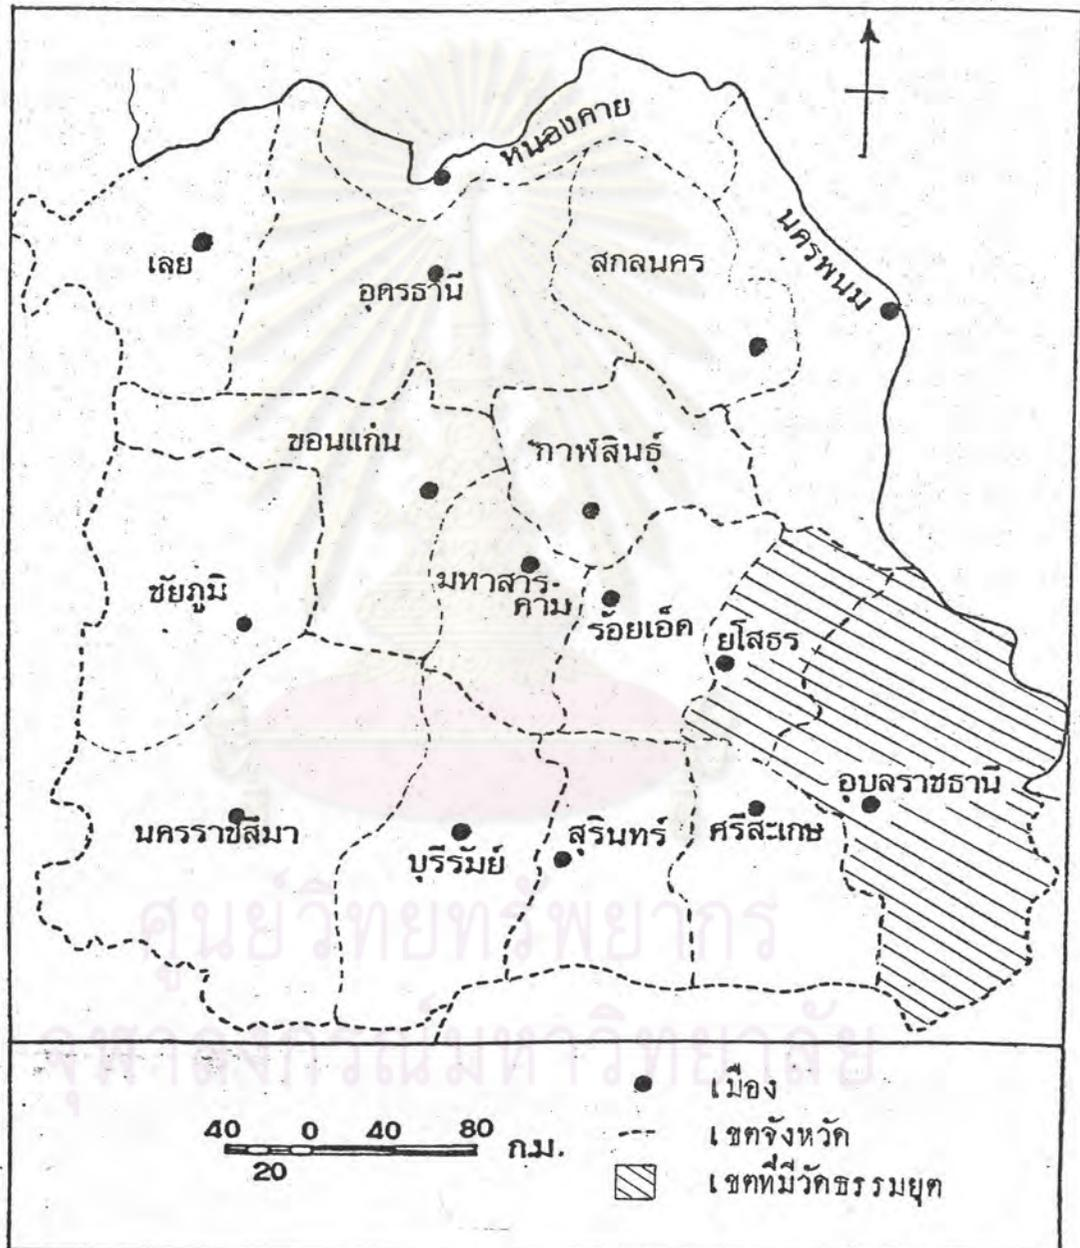 หนองคาย
นครพนม
เลย
อุดรธานี
สกลนคร
ขอนแก่น
กาฬสินธุ์
ชัยภูมิ
มหาสาร-
คาม
ร้อยเอ็ด
ยโสธร
อุบลราชธานี
นครราชสีมา
บุรีรัมย์
สุรินทร์
ศรีสะเกษ
ศูนย์วิทยทรัพยากร
จุฬาลงกรณ์มหาวิทยาลัย
เมือง
40 0 40 80 ก.ม.
20
เขตจังหวัด
เขตที่มีวัดธรรมยุต